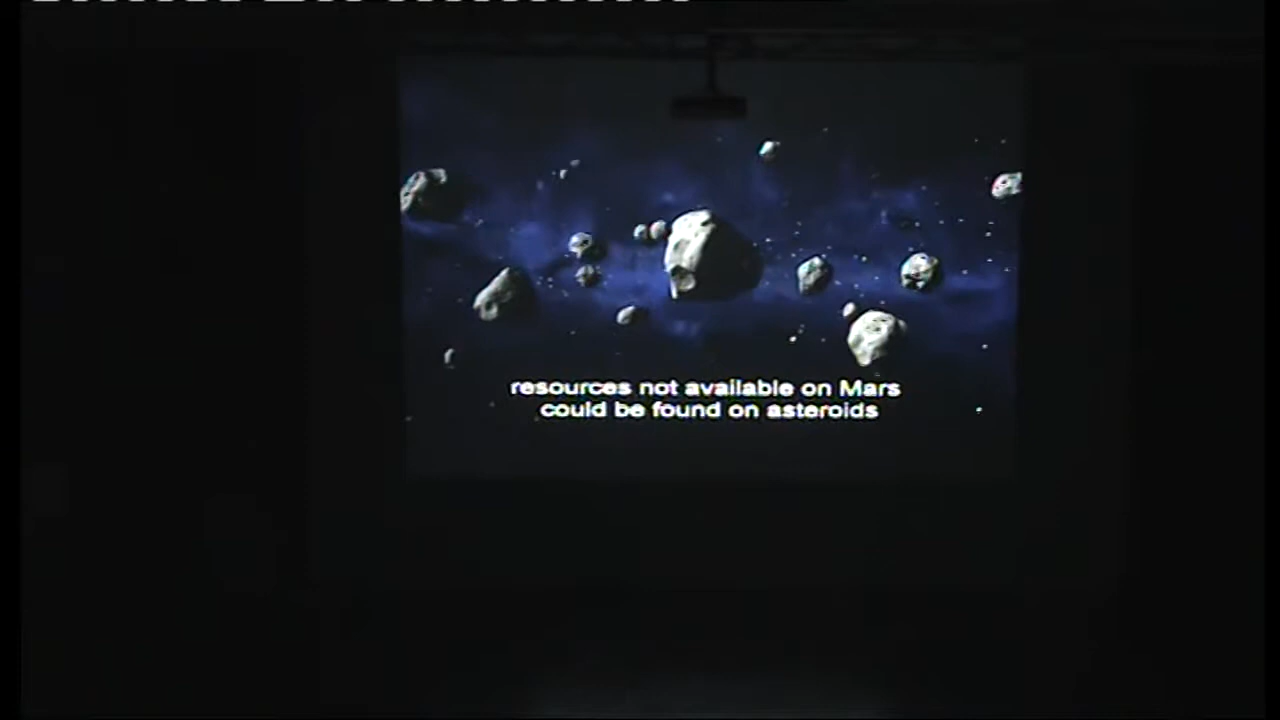 resources not available on Mars
could be found on asteroids